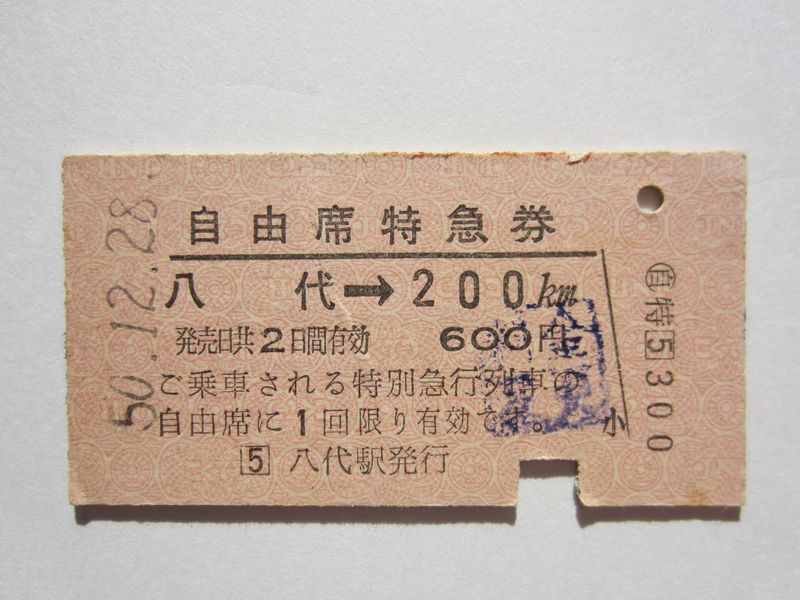 50.12.28.
自由席特急券
八代→200km
発売日共2日間有効 600円
ご乗車される特別急行列車の
自由席に1回限り有効です。
小
5 八代駅発行
自特5 300